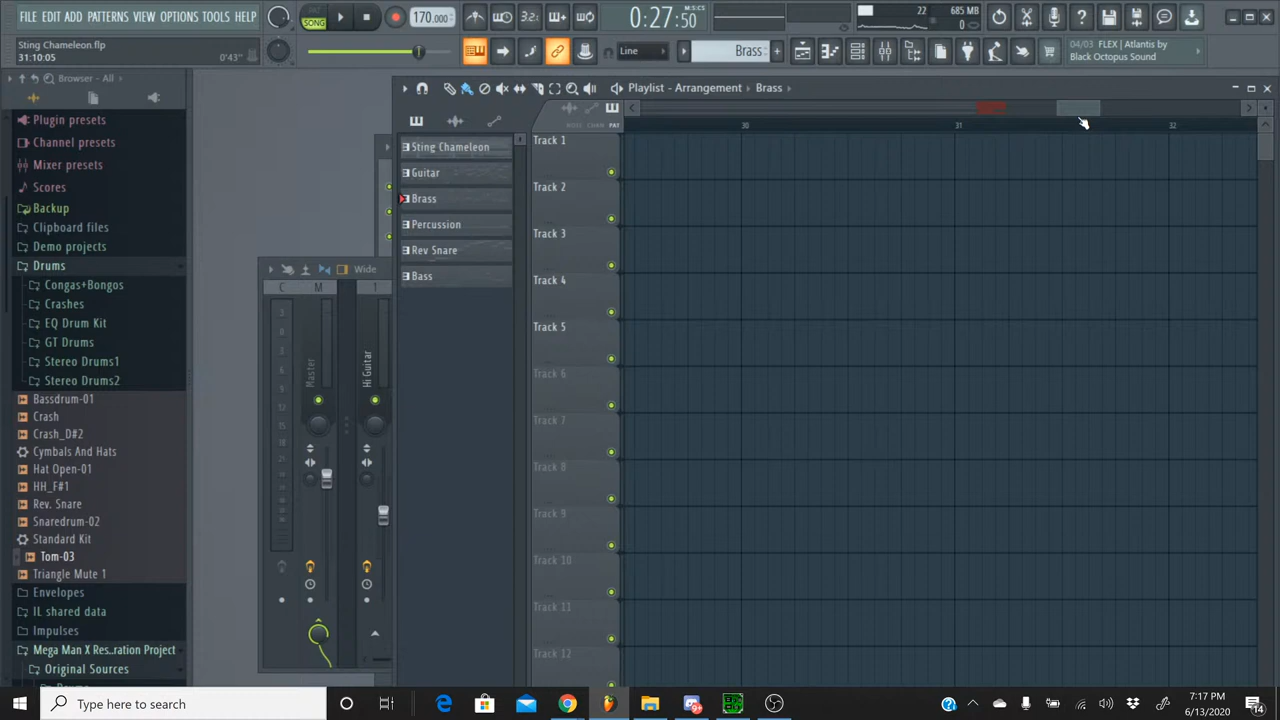 FILE EDIT ADD PATTERNS VIEW OPTIONS TOOLS HELP
SONG
170.000
3.2:
0:27:50
22
685 MB
0
Sting Chameleon.flp
31:10:05
0'43"
Line
Brass
04/03 FLEX | Atlantis by
Black Octopus Sound
Browser - All
Playlist - Arrangement
Brass
Plugin presets
Channel presets
Mixer presets
Scores
Backup
Clipboard files
Demo projects
Drums
Congas+Bongos
Crashes
EQ Drum Kit
GT Drums
Stereo Drums1
Stereo Drums2
Bassdrum-01
Crash
Crash_D#2
Cymbals And Hats
Hat Open-01
HH_F#1
Rev. Snare
Snaredrum-02
Standard Kit
Tom-03
Triangle Mute 1
Envelopes
IL shared data
Impulses
Mega Man X Res..ration Project
Original Sources
Wide
C
M
1
Master
Hi Guitar
Sting Chameleon
Guitar
Brass
Percussion
Rev Snare
Bass
PAT
30
31
32
Track 1
Track 2
Track 3
Track 4
Track 5
Track 6
Track 7
Track 8
Track 9
Track 10
Track 11
Track 12
Type here to search
9+
7:17 PM
6/13/2020
14